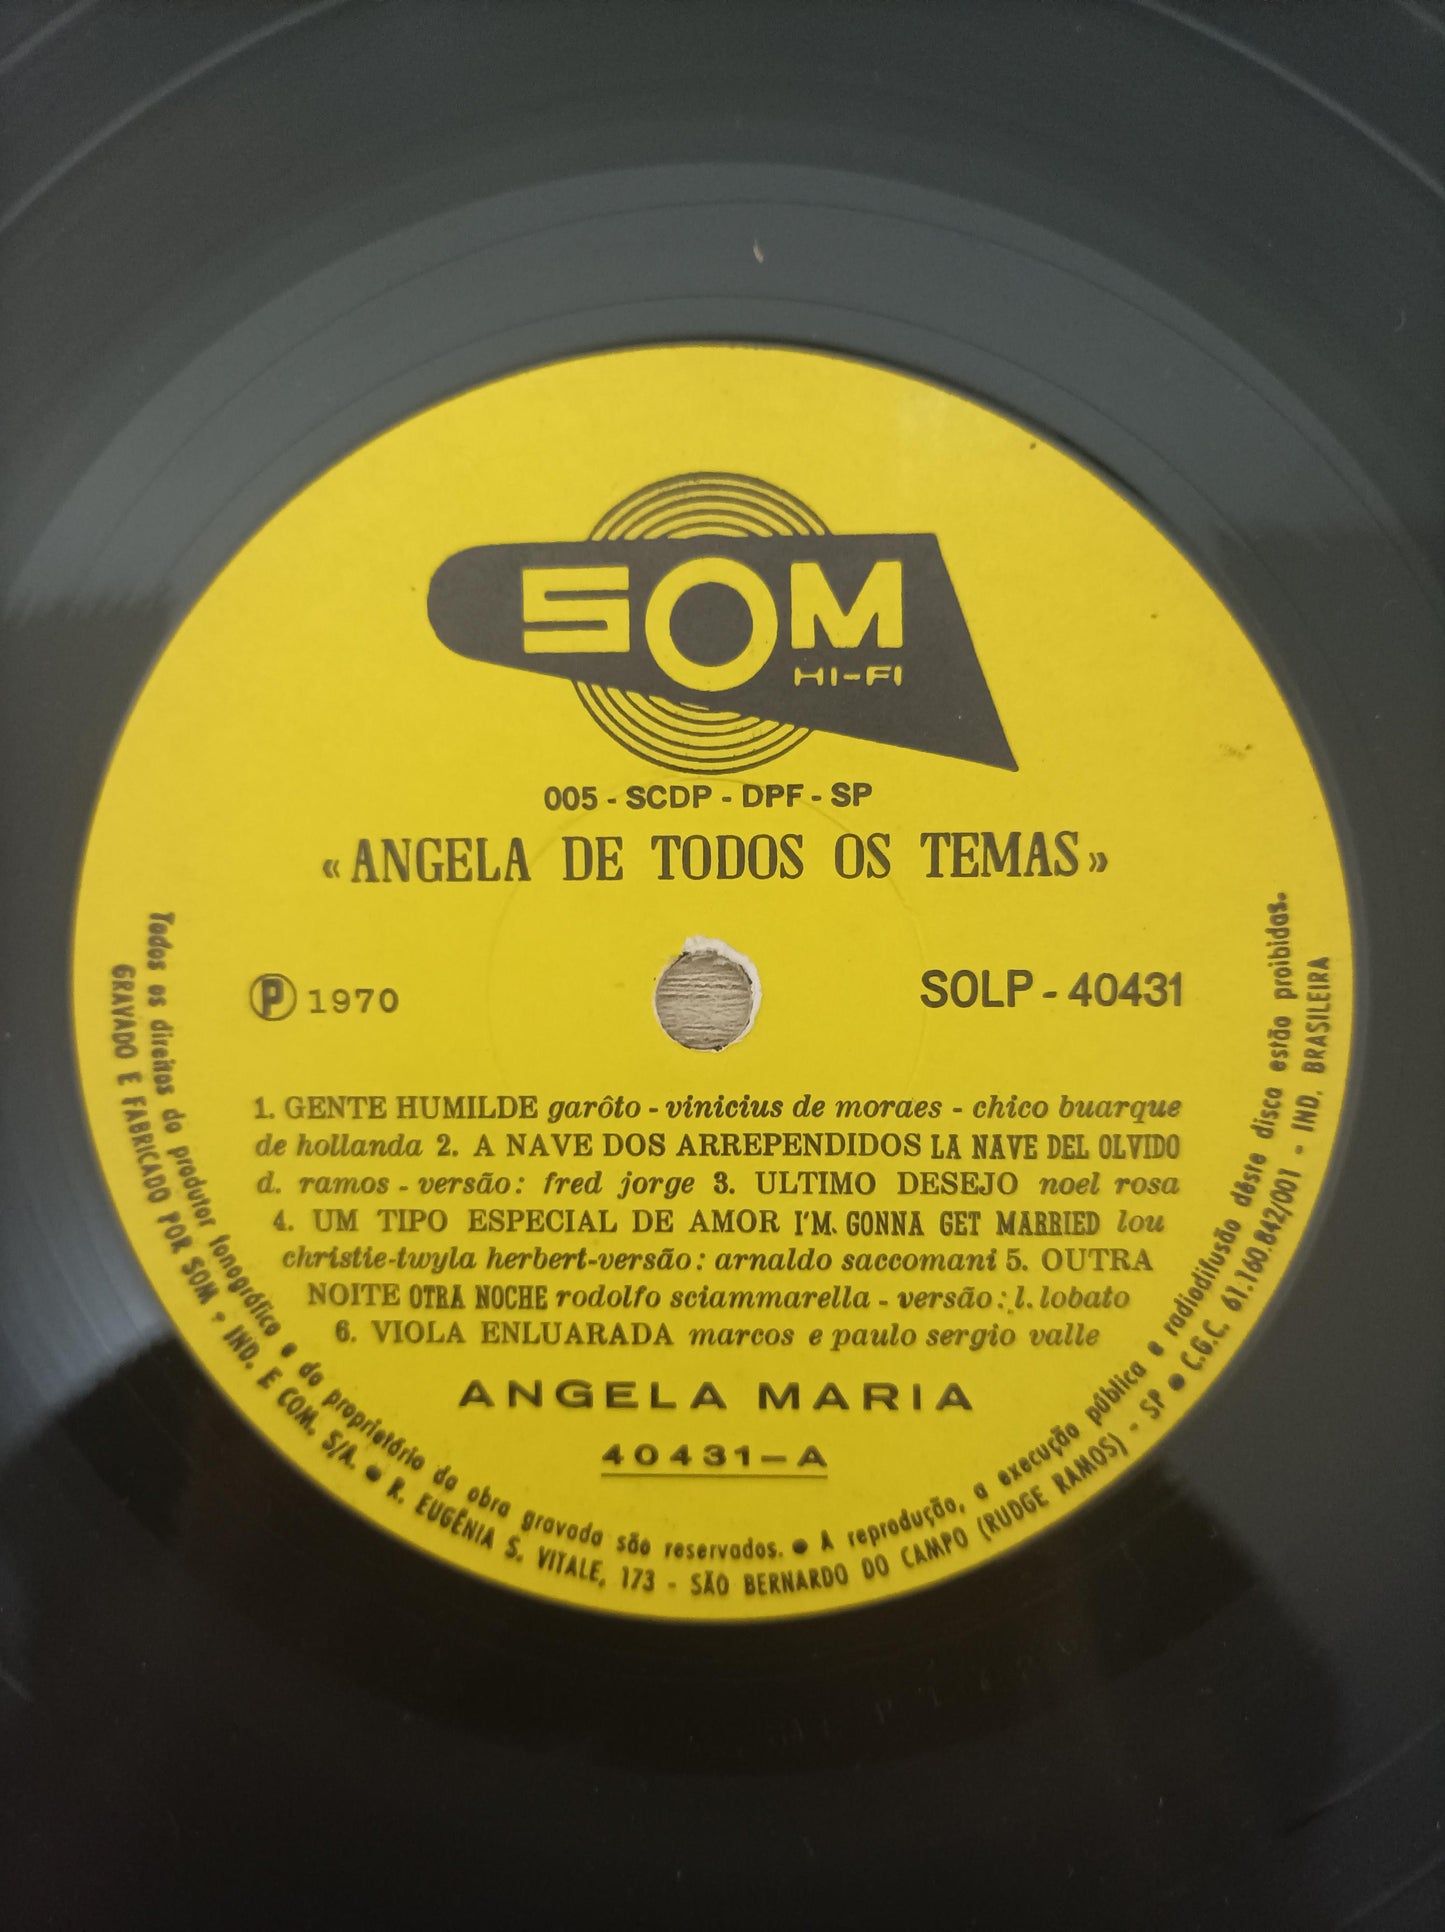 SOM
HI-FI
005 - SCDP - DPF - SP
«ANGELA DE TODOS OS TEMAS»
Ⓟ 1970
SOLP - 40431
1. GENTE HUMILDE garôto - vinicius de moraes - chico buarque
de hollanda 2. A NAVE DOS ARREPENDIDOS LA NAVE DEL OLVIDO
d. ramos - versão: fred jorge 3. ULTIMO DESEJO noel rosa
4. UM TIPO ESPECIAL DE AMOR I'M. GONNA GET MARRIED lou
christie-twyla herbert-versão: arnaldo saccomani 5. OUTRA
NOITE OTRA NOCHE rodolfo sciammarella - versão: l. lobato
6. VIOLA ENLUARADA marcos e paulo sergio valle
ANGELA MARIA
40431-A
Todos os direitos do produtor fonográfico e do proprietário da obra gravada são reservados. ● A reprodução, a execução pública e radiodifusão dêste disco estão proibidas.
GRAVADO E FABRICADO POR SOM - IND. E COM. S/A. ● R. EUGÊNIA S. VITALE, 173 - SÃO BERNARDO DO CAMPO (RUDGE RAMOS) - SP ● C.G.C. 61.160.842/001 - IND. BRASILEIRA